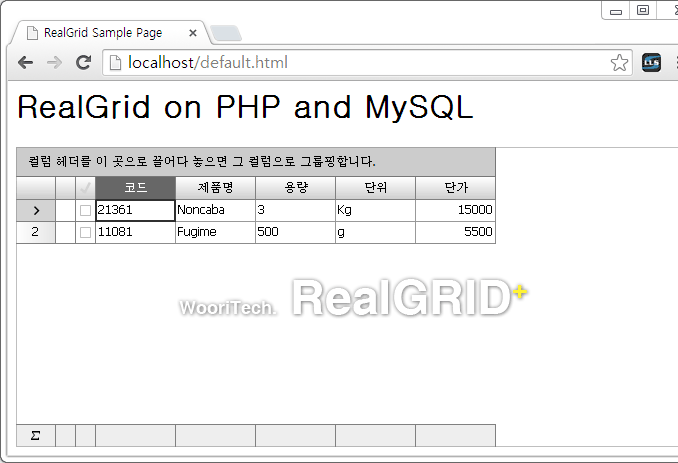 RealGrid Sample Page
localhost/default.html
RealGrid on PHP and MySQL
컬럼 헤더를 이 곳으로 끌어다 놓으면 그 컬럼으로 그룹핑합니다.
코드 제품명 용량 단위 단가
21361 Noncaba 3 Kg 15000
2 11081 Fugime 500 g 5500
WooriTech. RealGRID+
Σ